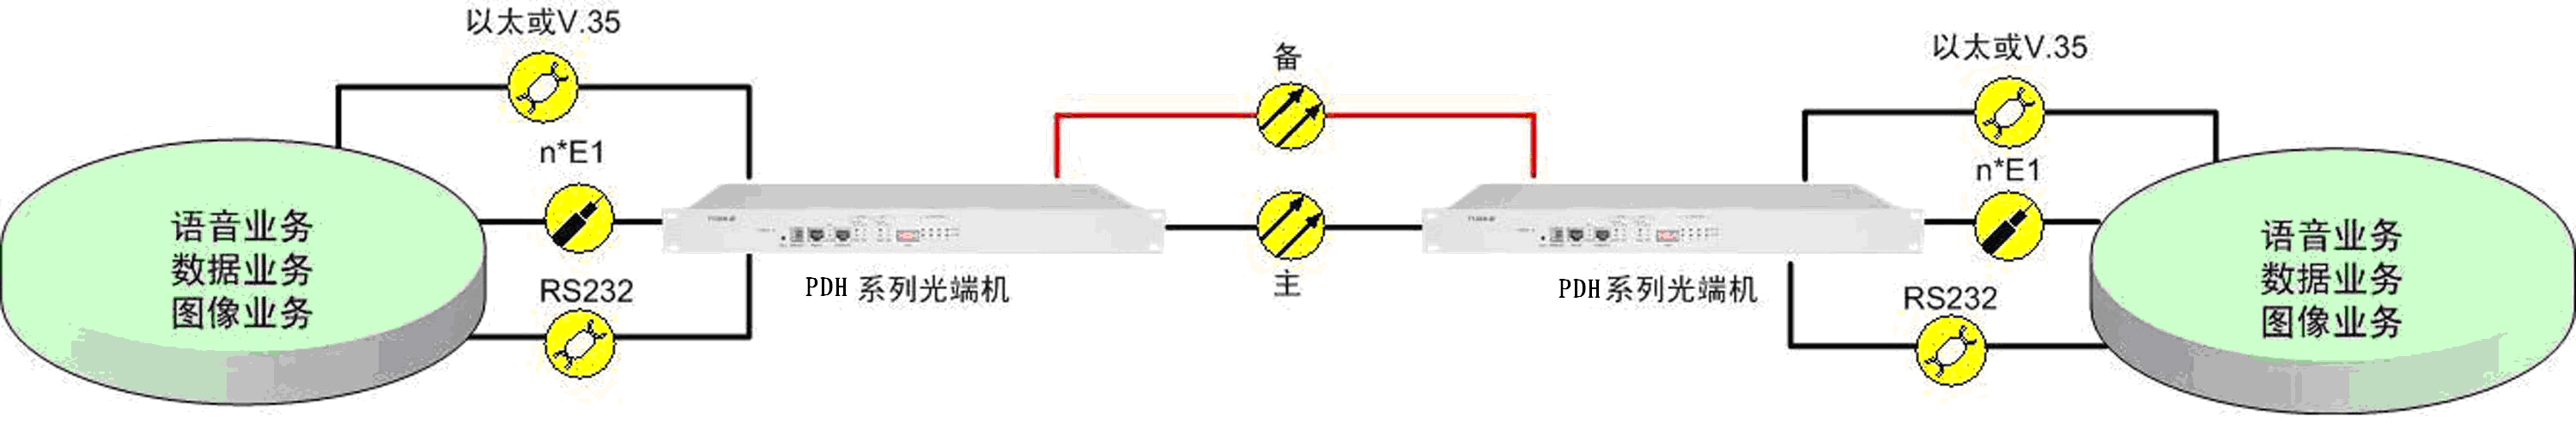 以太或V.35
n*E1
语音业务
数据业务
图像业务
RS232
PDH 系列光端机
备
主
PDH系列光端机
以太或V.35
n*E1
RS232
语音业务
数据业务
图像业务